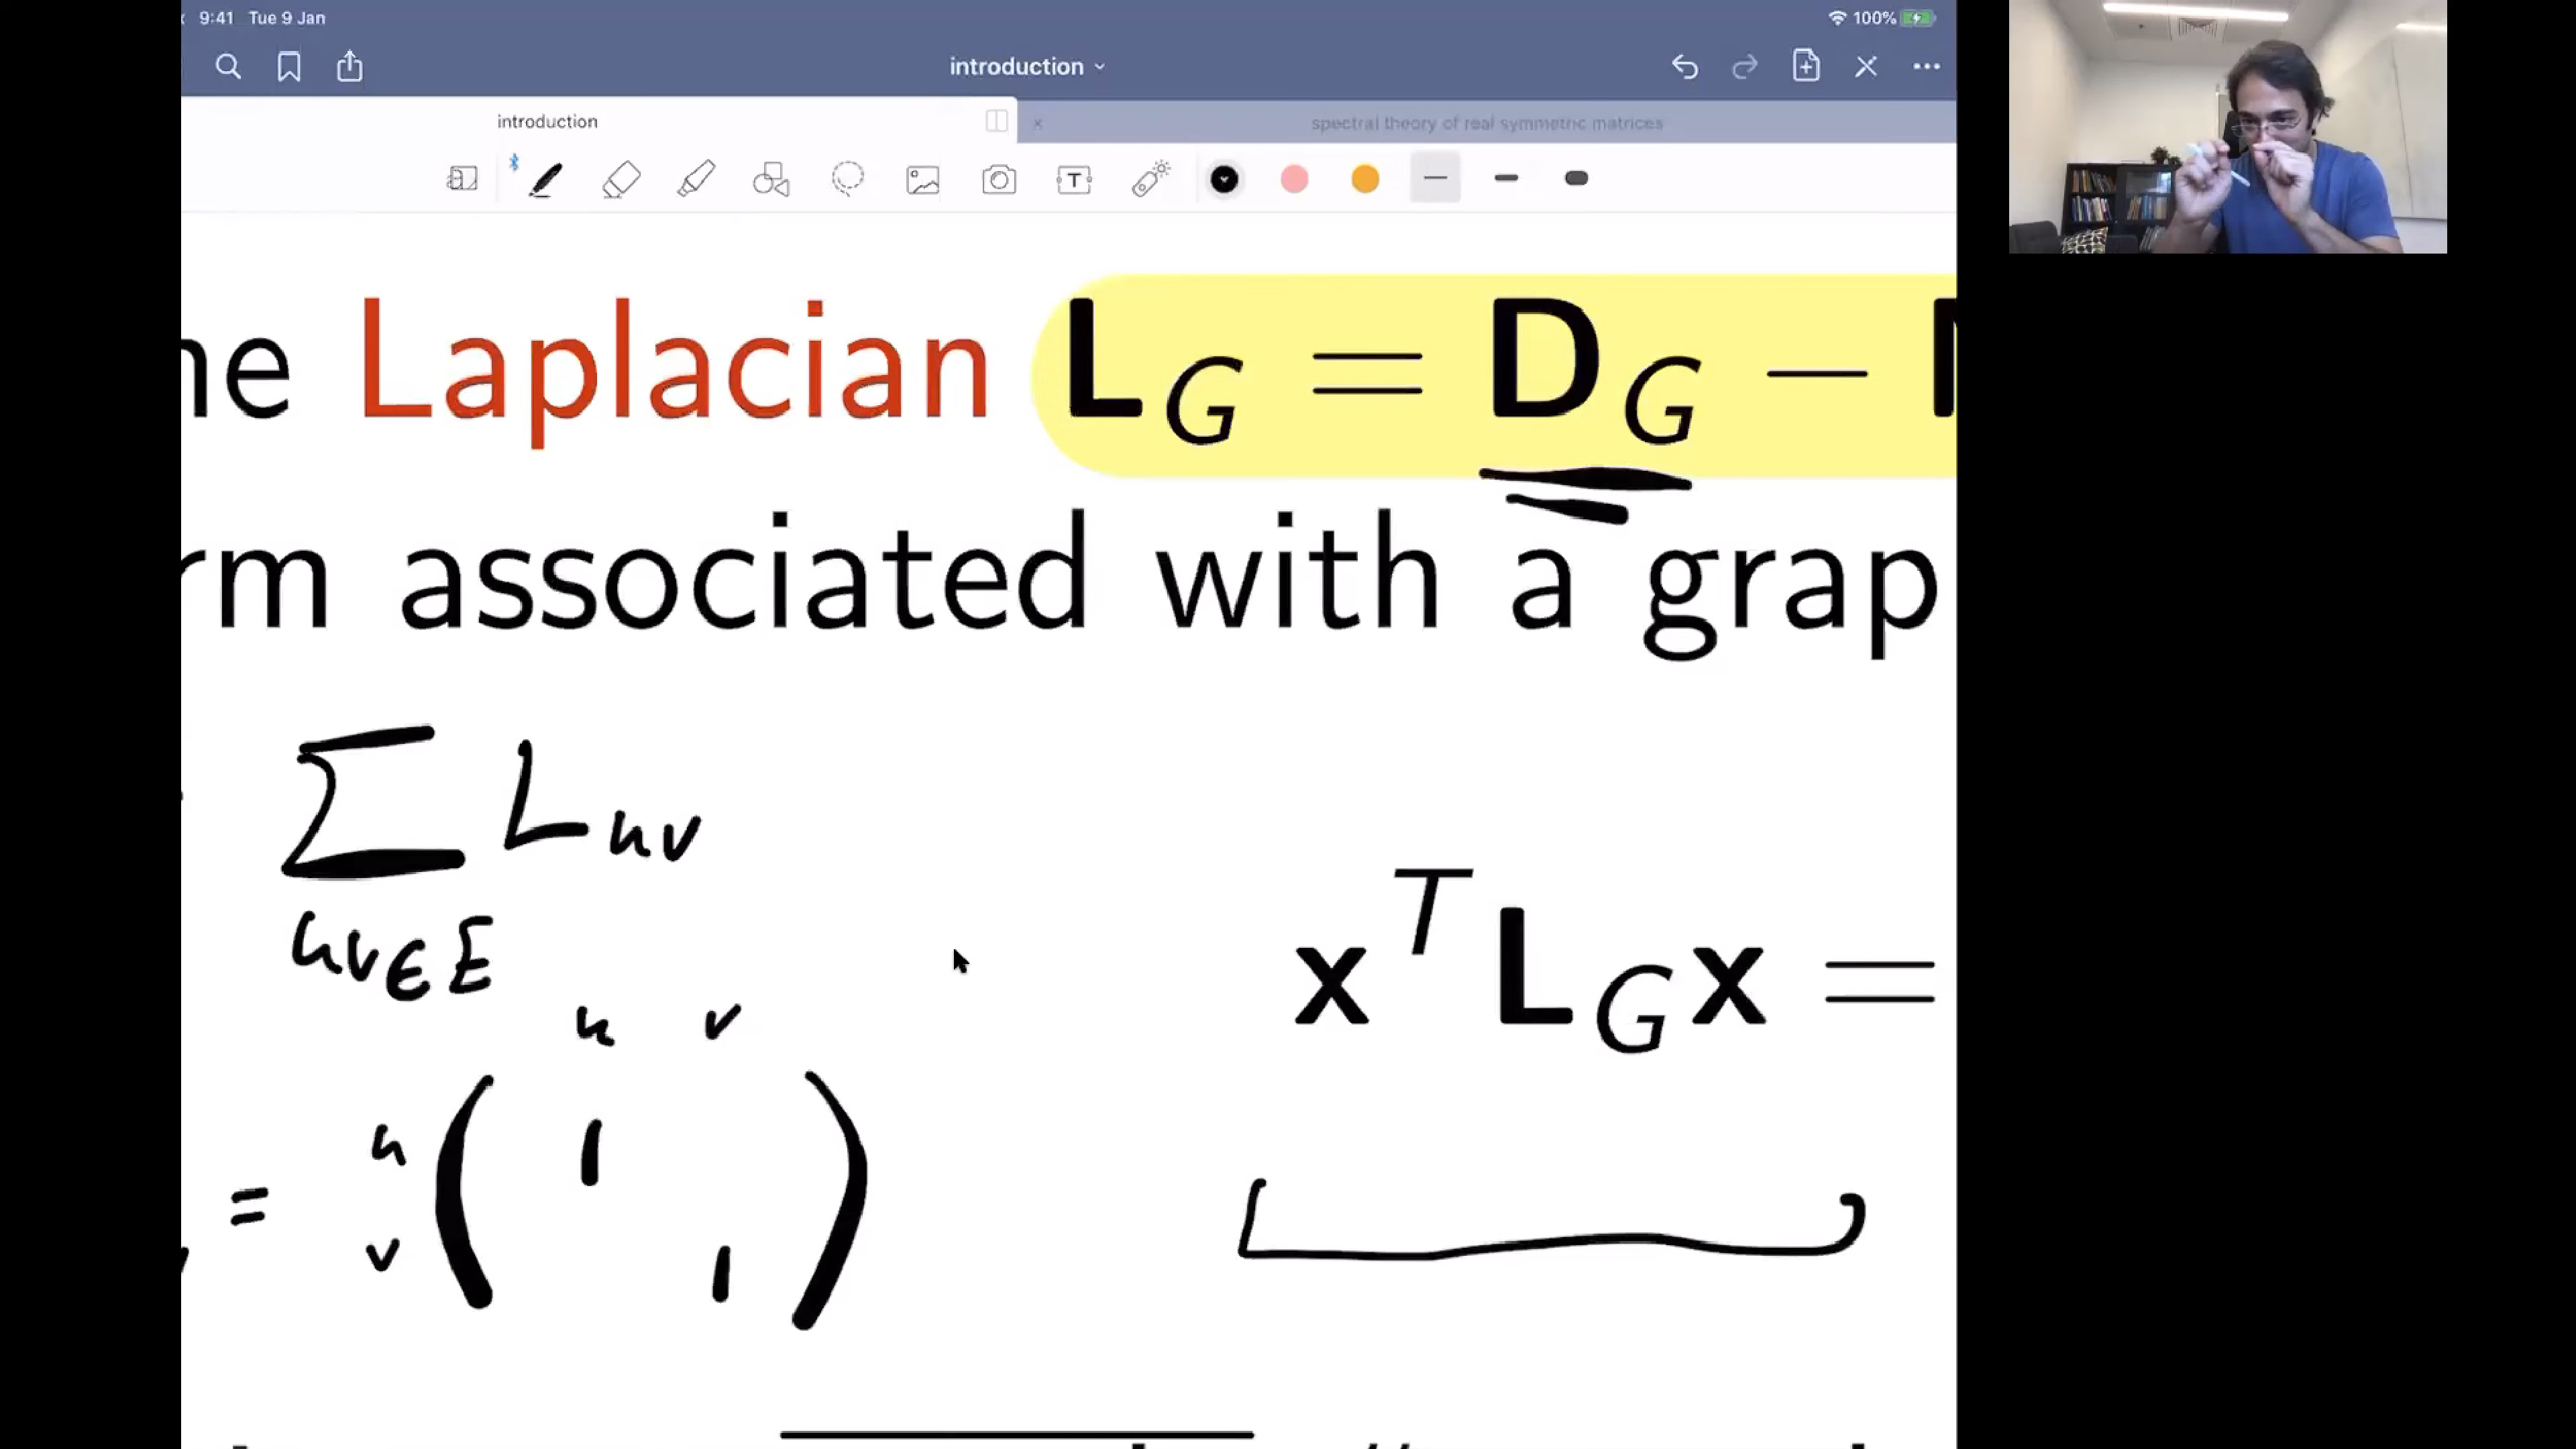 9:41 Tue 9 Jan
100%
introduction
introduction
spectral theory of real symmetric matrices
he Laplacian L_G = D_G −
rm associated with a grap
∑ L_uv
uv∈E
x^T L_G x =
u v
u ( 1
= v 1 )